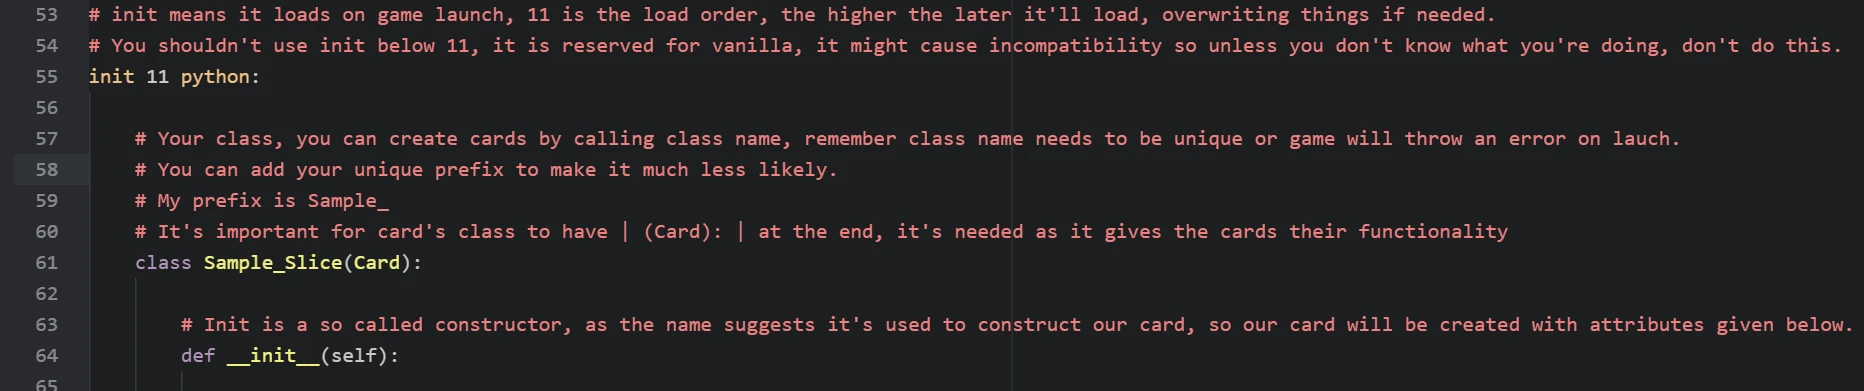 53 # init means it loads on game launch, 11 is the load order, the higher the later it'll load, overwriting things if needed.
54 # You shouldn't use init below 11, it is reserved for vanilla, it might cause incompatibility so unless you don't know what you're doing, don't do this.
55 init 11 python:
56
57 # Your class, you can create cards by calling class name, remember class name needs to be unique or game will throw an error on lauch.
58 # You can add your unique prefix to make it much less likely.
59 # My prefix is Sample_
60 # It's important for card's class to have | (Card): | at the end, it's needed as it gives the cards their functionality
61 class Sample_Slice(Card):
62
63 # Init is a so called constructor, as the name suggests it's used to construct our card, so our card will be created with attributes given below.
64 def __init__(self):
65